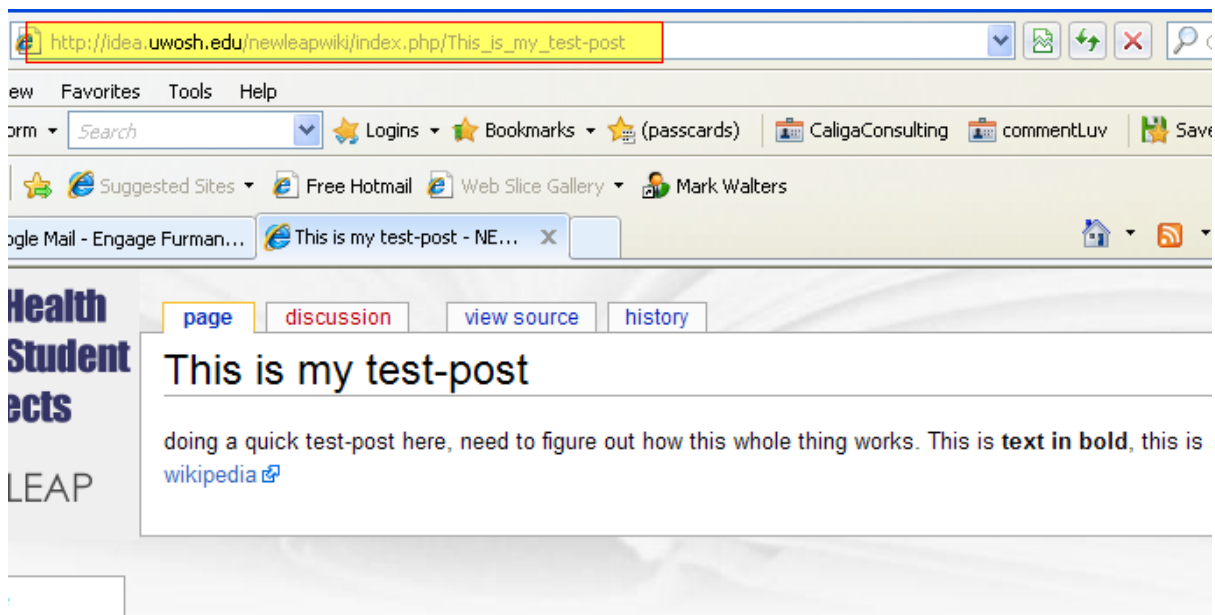 http://idea.uwosh.edu/newleapwiki/index.php/This_is_my_test-post
ew Favorites Tools Help
orm Search Logins Bookmarks (passcards) CaligaConsulting commentLuv Save
Suggested Sites Free Hotmail Web Slice Gallery Mark Walters
ogle Mail - Engage Furman... This is my test-post - NE... X
Health
Student
ects
LEAP
page discussion view source history
This is my test-post
doing a quick test-post here, need to figure out how this whole thing works. This is text in bold, this is
wikipedia